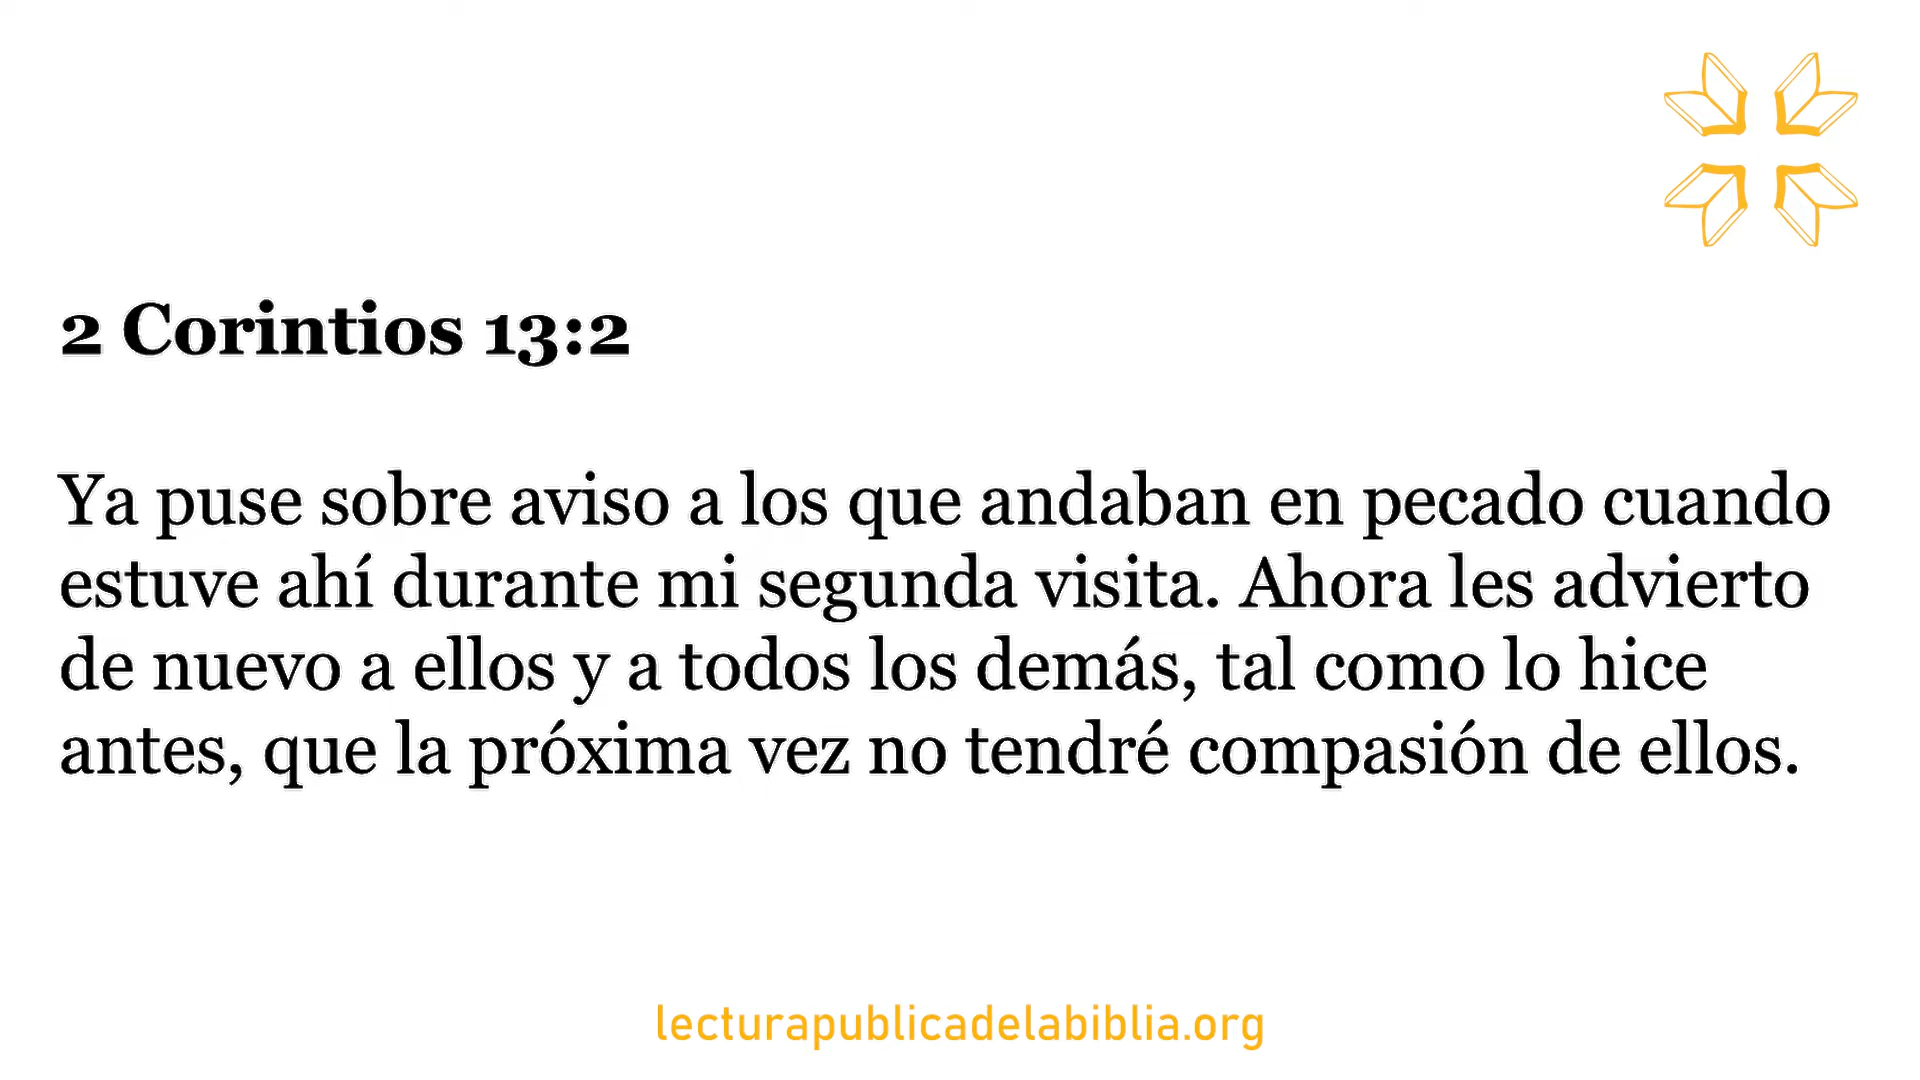 2 Corintios 13:2
Ya puse sobre aviso a los que andaban en pecado cuando
estuve ahí durante mi segunda visita. Ahora les advierto
de nuevo a ellos y a todos los demás, tal como lo hice
antes, que la próxima vez no tendré compasión de ellos.
lecturapublicadelabiblia.org